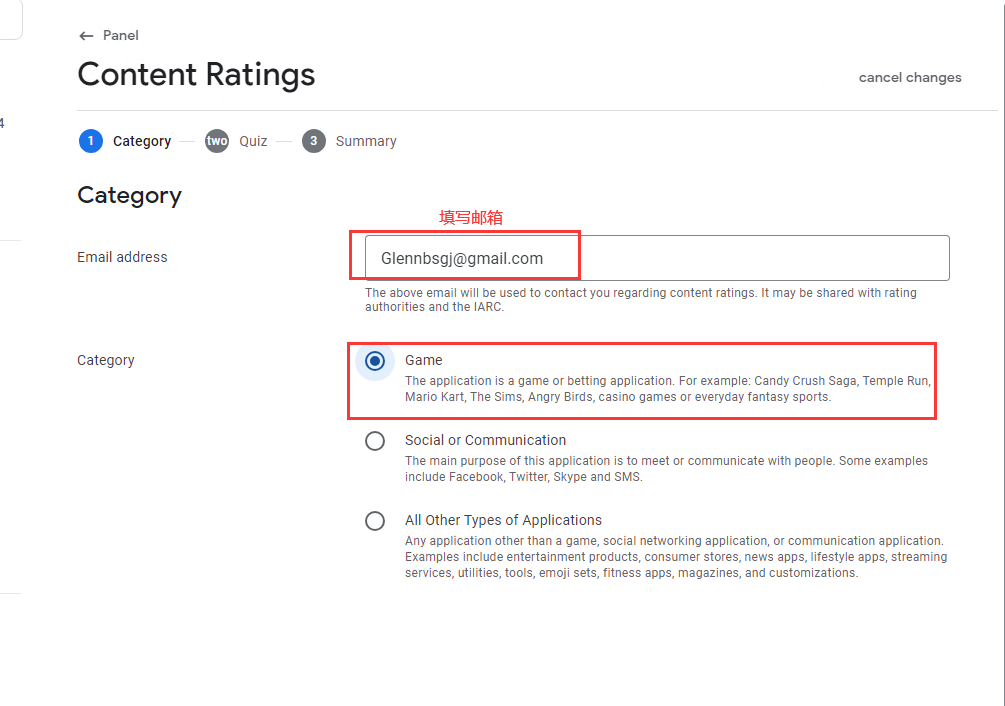 4
← Panel
Content Ratings
cancel changes
1 Category — two Quiz — 3 Summary
Category
填写邮箱
Email address
Glennbsgj@gmail.com
The above email will be used to contact you regarding content ratings. It may be shared with rating
authorities and the IARC.
Category
Game
The application is a game or betting application. For example: Candy Crush Saga, Temple Run,
Mario Kart, The Sims, Angry Birds, casino games or everyday fantasy sports.
Social or Communication
The main purpose of this application is to meet or communicate with people. Some examples
include Facebook, Twitter, Skype and SMS.
All Other Types of Applications
Any application other than a game, social networking application, or communication application.
Examples include entertainment products, consumer stores, news apps, lifestyle apps, streaming
services, utilities, tools, emoji sets, fitness apps, magazines, and customizations.